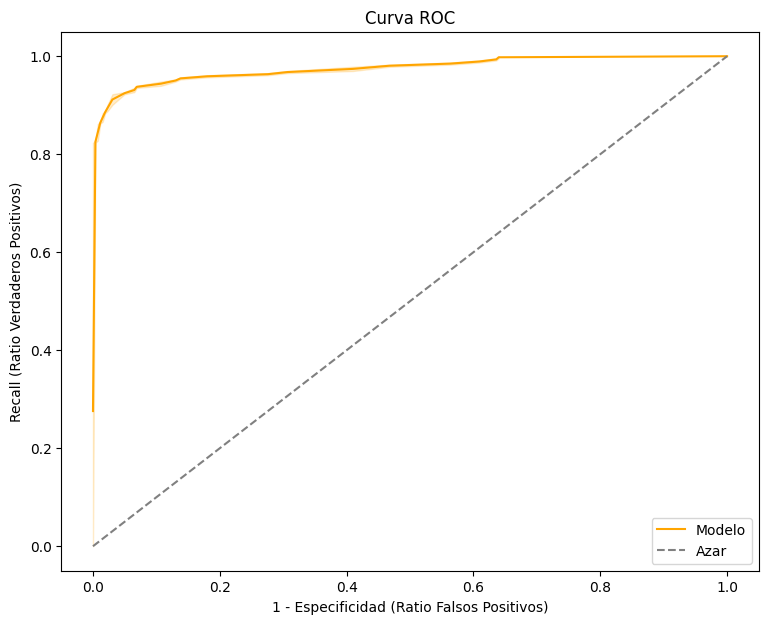 Curva ROC
Recall (Ratio Verdaderos Positivos)
1.0
0.8
0.6
0.4
0.2
0.0
0.0 0.2 0.4 0.6 0.8 1.0
1 - Especificidad (Ratio Falsos Positivos)
Modelo
Azar